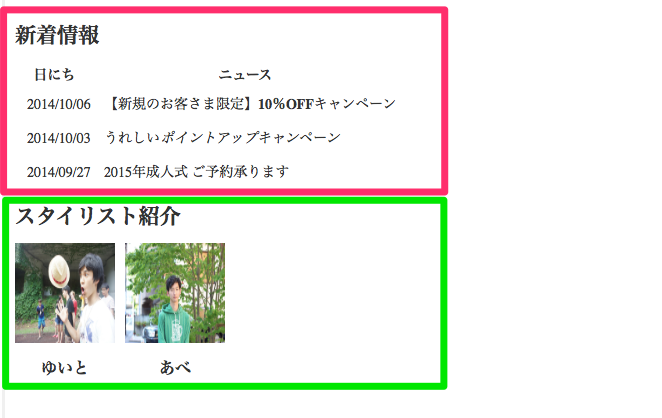 新着情報
日にち ニュース
2014/10/06 【新規のお客さま限定】10%OFFキャンペーン
2014/10/03 うれしいポイントアップキャンペーン
2014/09/27 2015年成人式 ご予約承ります
スタイリスト紹介
ゆいと あべ